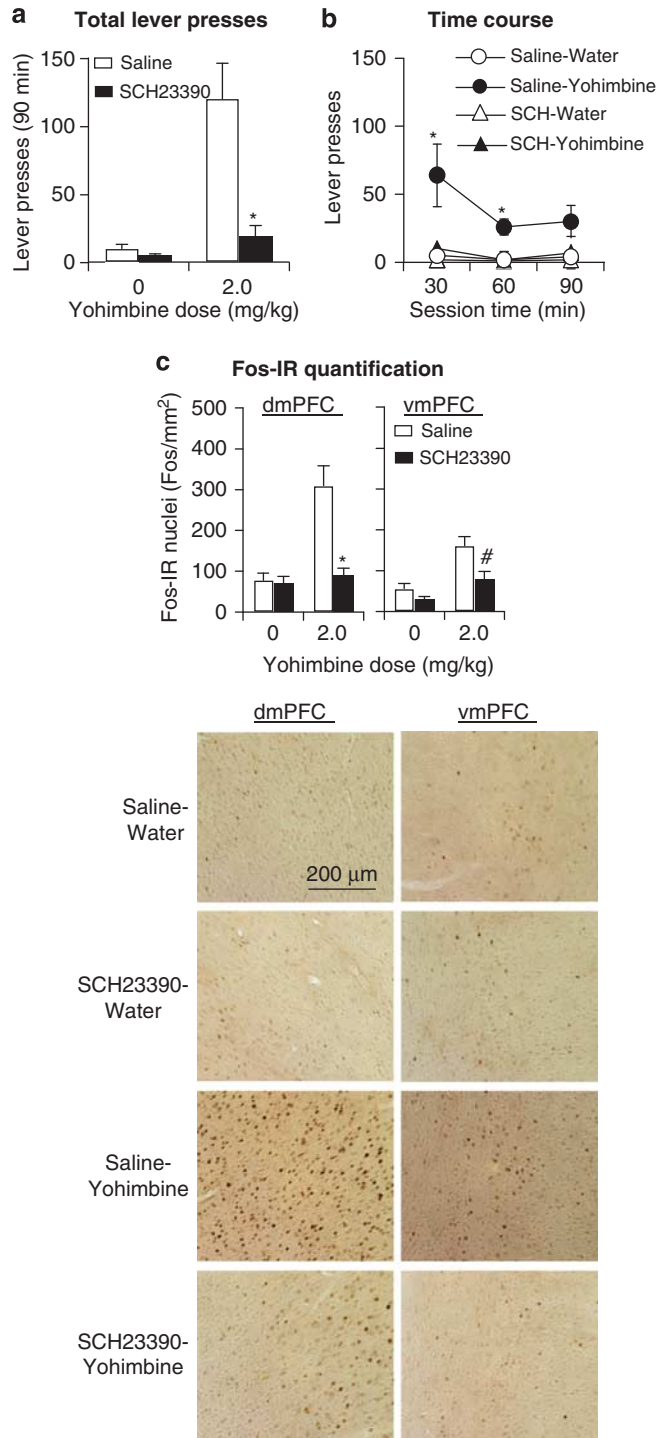 a Total lever presses
Lever presses (90 min)
150
100
50
0
Saline
SCH23390
*
0 2.0
Yohimbine dose (mg/kg)
b Time course
Lever presses
150
100
50
0
Saline-Water
Saline-Yohimbine
SCH-Water
SCH-Yohimbine
*
*
30 60 90
Session time (min)
c Fos-IR quantification
dmPFC vmPFC
Fos-IR nuclei (Fos/mm²)
500
400
300
200
100
0
Saline
SCH23390
* #
0 2.0 0 2.0
Yohimbine dose (mg/kg)
dmPFC vmPFC
Saline-
Water
200 μm
SCH23390-
Water
Saline-
Yohimbine
SCH23390-
Yohimbine